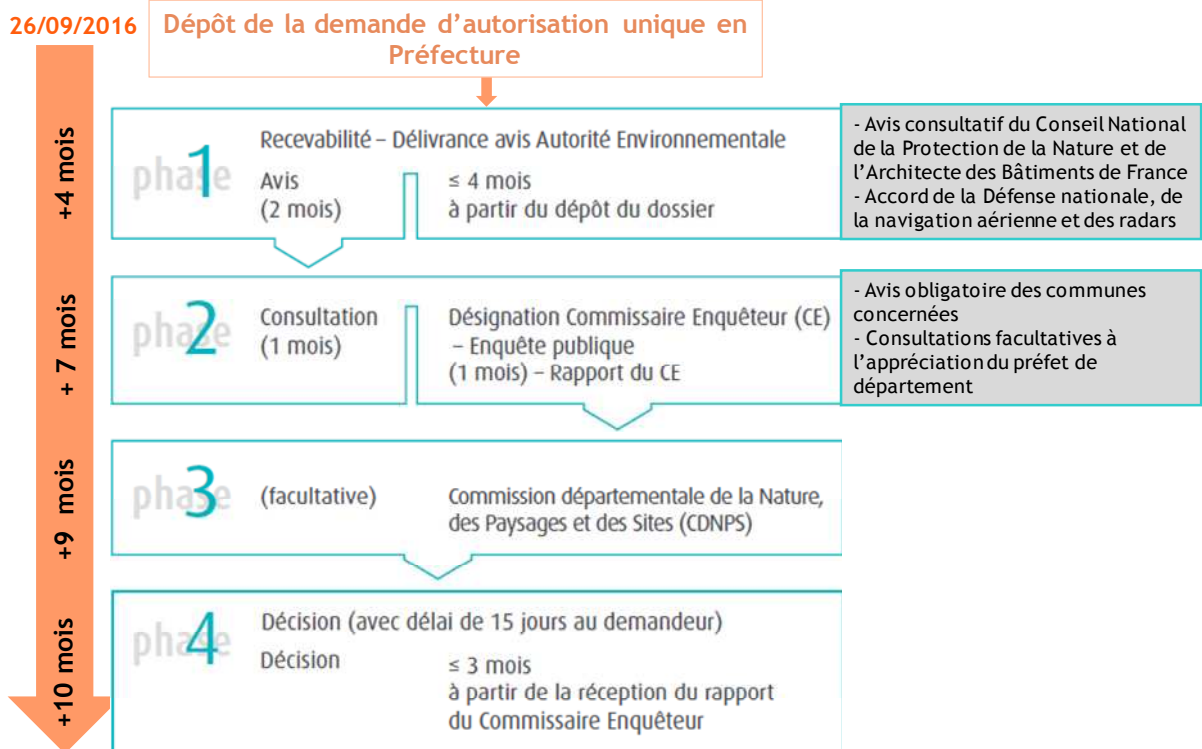 26/09/2016
Dépôt de la demande d’autorisation unique en
Préfecture
+4 mois
phase 1
Recevabilité – Délivrance avis Autorité Environnementale
Avis
(2 mois)
≤ 4 mois
à partir du dépôt du dossier
- Avis consultatif du Conseil National
de la Protection de la Nature et de
l’Architecte des Bâtiments de France
- Accord de la Défense nationale, de
la navigation aérienne et des radars
+ 7 mois
phase 2
Consultation
(1 mois)
Désignation Commissaire Enquêteur (CE)
– Enquête publique
(1 mois) – Rapport du CE
- Avis obligatoire des communes
concernées
- Consultations facultatives à
l’appréciation du préfet de
département
+9 mois
phase 3
(facultative)
Commission départementale de la Nature,
des Paysages et des Sites (CDNPS)
+10 mois
phase 4
Décision (avec délai de 15 jours au demandeur)
Décision
≤ 3 mois
à partir de la réception du rapport
du Commissaire Enquêteur